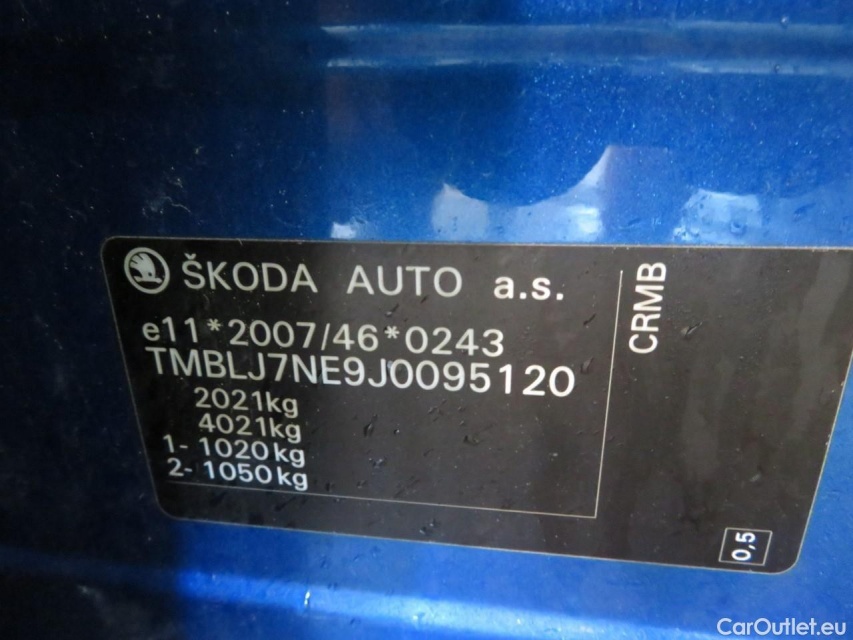 ŠKODA AUTO a.s.
e11*2007/46*0243
TMBLJ7NE9J0095120
2021kg
4021kg
1- 1020kg
2- 1050kg
CRMB
0,5
CarOutlet.eu